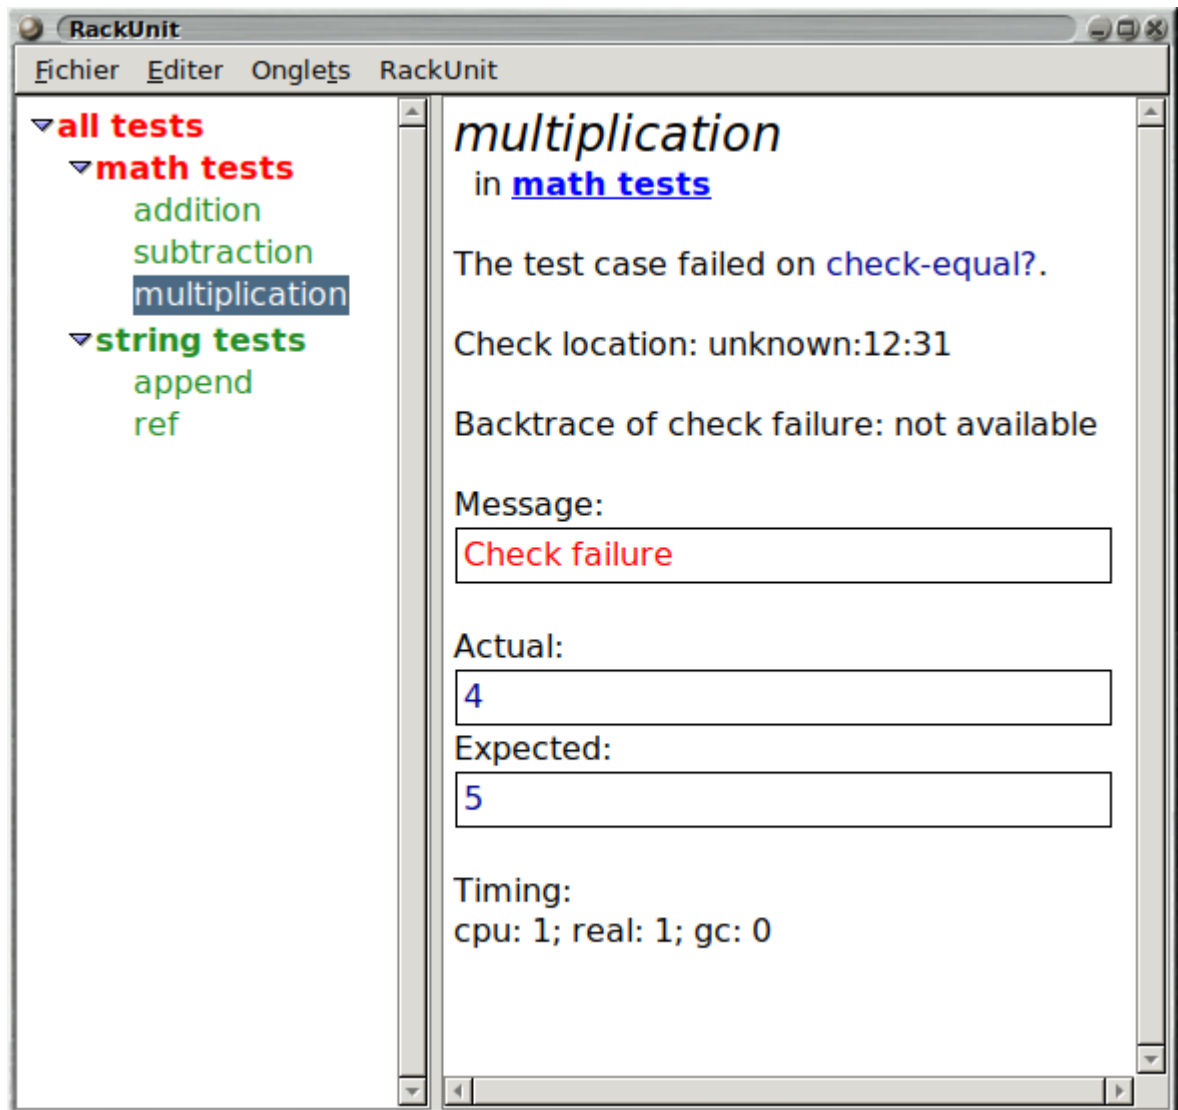 RackUnit
Fichier Editer Onglets RackUnit
all tests
math tests
addition
subtraction
multiplication
string tests
append
ref
multiplication
in math tests
The test case failed on check-equal?.
Check location: unknown:12:31
Backtrace of check failure: not available
Message:
Check failure
Actual:
4
Expected:
5
Timing:
cpu: 1; real: 1; gc: 0